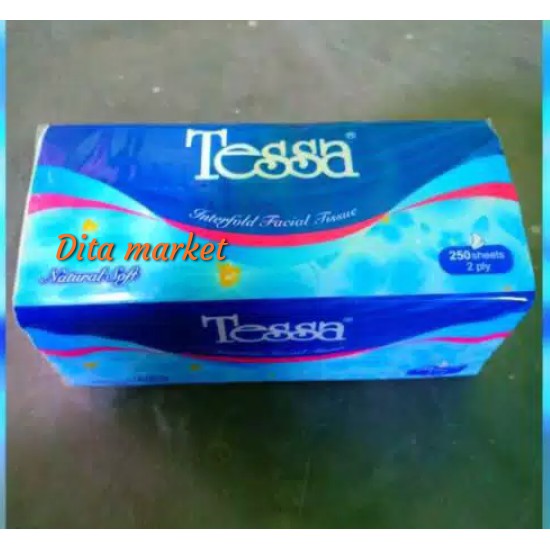 Tessa®
Interfold Facial Tissue
Dita market
250 sheets
2 ply
Natural Soft
Tessa